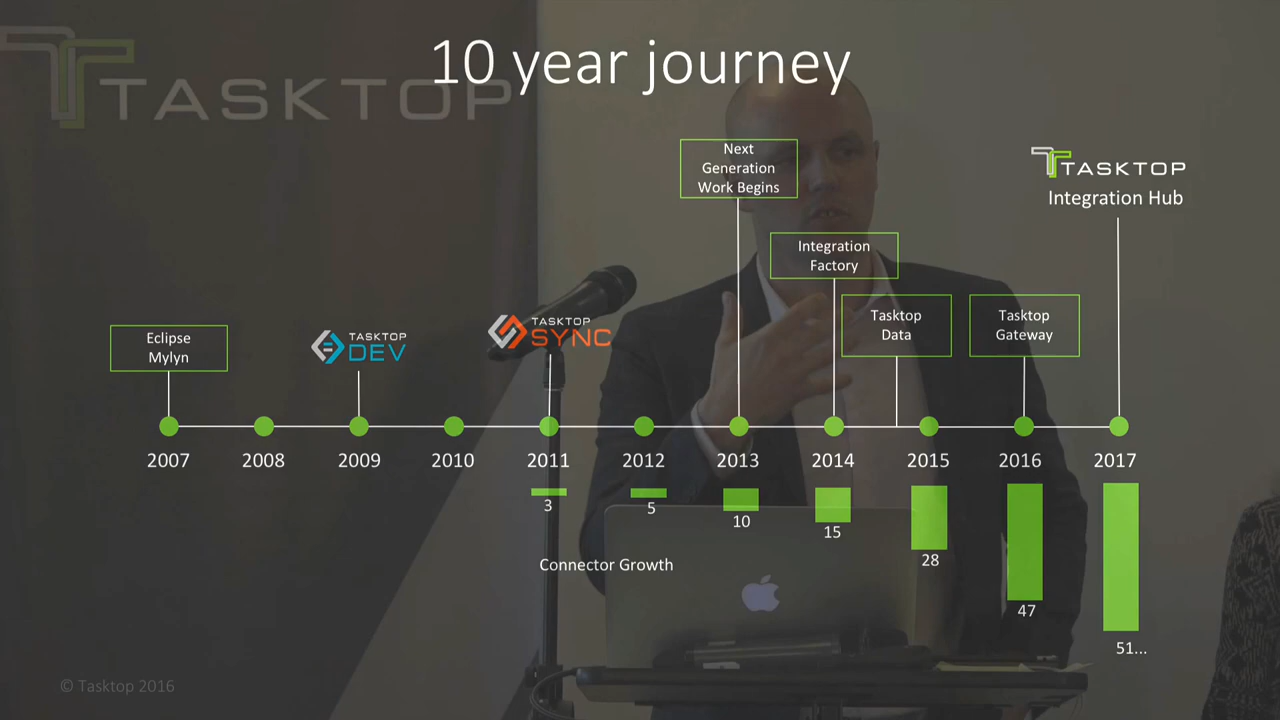 TASKTOP
10 year journey
Next
Generation
Work Begins
TASKTOP
Integration Hub
Integration
Factory
Tasktop
Data
Tasktop
Gateway
Eclipse
Mylyn
TASKTOP
DEV
TASKTOP
SYNC
2007 2008 2009 2010 2011 2012 2013 2014 2015 2016 2017
3 5 10 15 28 47 51...
Connector Growth
© Tasktop 2016